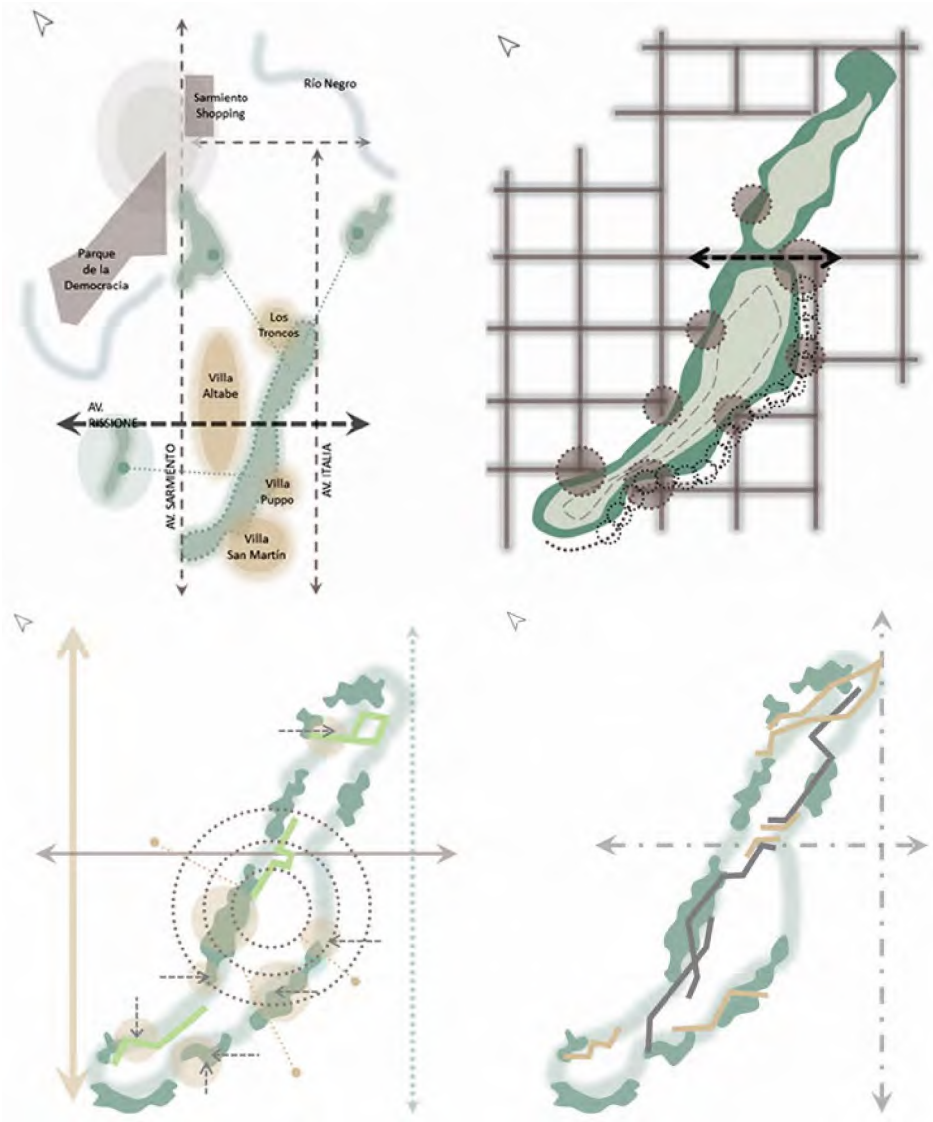 Sarmiento
Shopping
Río Negro
Parque
de la
Democracia
Los
Troncos
Villa
Altabe
AV.
RISSIONE
AV. SARMIENTO
AV. ITALIA
Villa
Puppo
Villa
San Martín